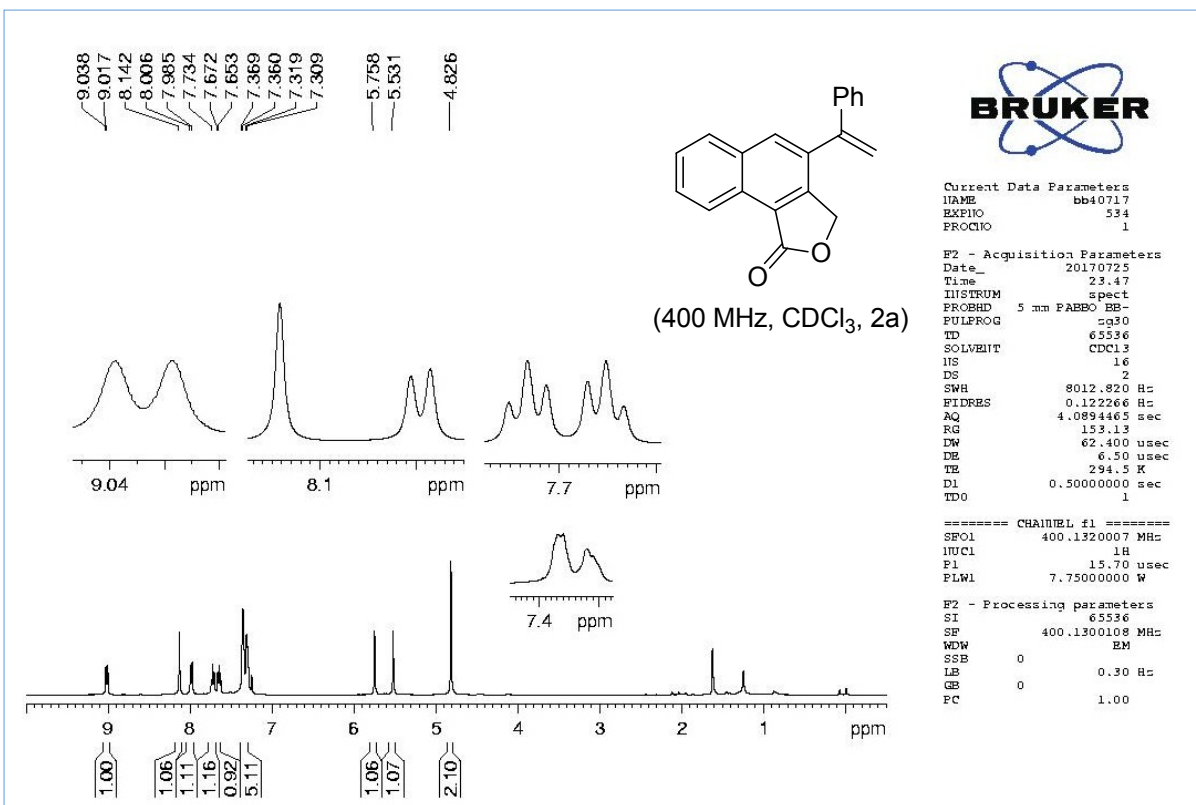 9.038
9.017
8.142
8.006
7.985
7.734
7.672
7.653
7.369
7.360
7.319
7.309
5.758
5.531
4.826
Ph
O
O
(400 MHz, CDCl3, 2a)
BRUKER
Current Data Parameters
NAME bb40717
EXPNO 534
PROCNO 1
F2 - Acquisition Parameters
Date_ 20170725
Time 23.47
INSTRUM spect
PROBHD 5 mm PABBO BB-
PULPROG zg30
TD 65536
SOLVENT CDCl3
NS 16
DS 2
SWH 8012.820 Hz
FIDRES 0.122266 Hz
AQ 4.0894465 sec
RG 153.13
DW 62.400 usec
DE 6.50 usec
TE 294.5 K
D1 0.50000000 sec
TD0 1
======== CHANNEL f1 ========
SFO1 400.1320007 MHz
NUC1 1H
P1 15.70 usec
PLW1 7.75000000 W
F2 - Processing parameters
SI 65536
SF 400.1300108 MHz
WDW EM
SSB 0
LB 0.30 Hz
GB 0
PC 1.00
9.04 ppm
8.1 ppm
7.7 ppm
7.4 ppm
9 8 7 6 5 4 3 2 1 ppm
1.00
1.06
1.11
1.16
0.92
5.11
1.06
1.07
2.10